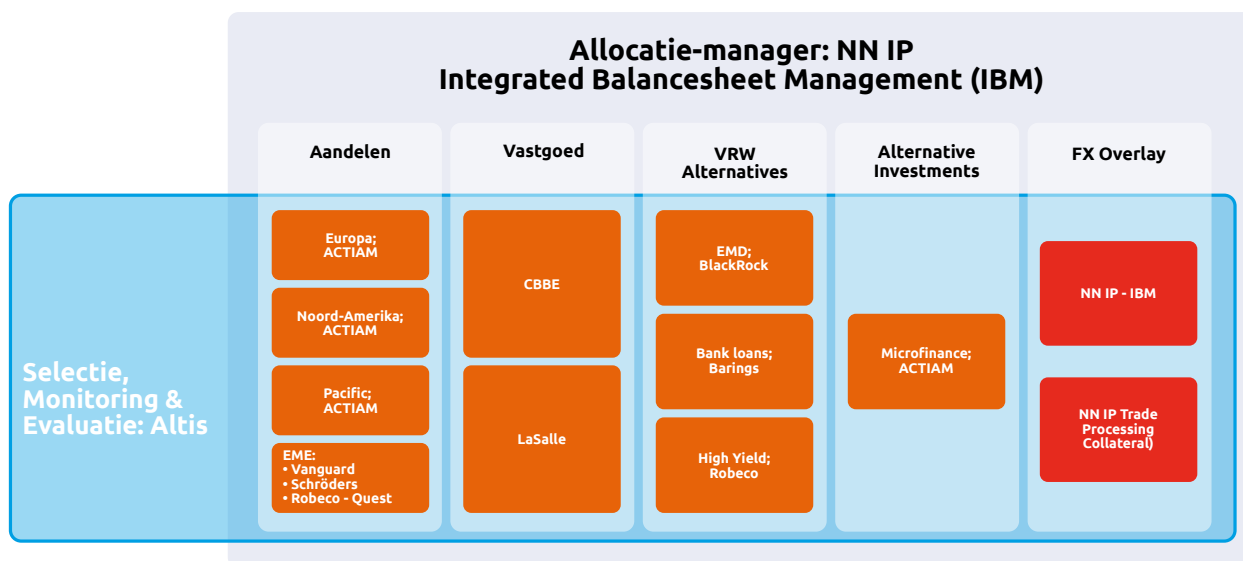 Allocatie-manager: NN IP
Integrated Balancesheet Management (IBM)
Aandelen
Vastgoed
VRW
Alternatives
Alternative
Investments
FX Overlay
Selectie,
Monitoring &
Evaluatie: Altis
Europa;
ACTIAM
Noord-Amerika;
ACTIAM
Pacific;
ACTIAM
EME:
• Vanguard
• Schröders
• Robeco - Quest
CBBE
LaSalle
EMD;
BlackRock
Bank loans;
Barings
High Yield;
Robeco
Microfinance;
ACTIAM
NN IP - IBM
NN IP Trade
Processing
Collateral)